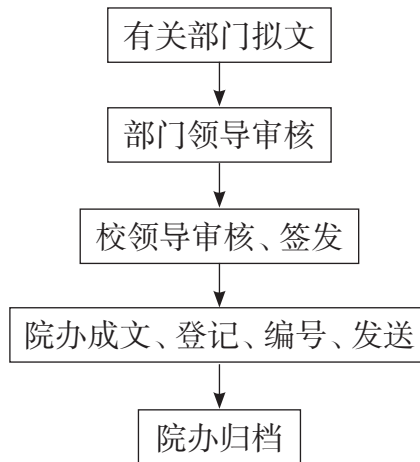 有关部门拟文
部门领导审核
校领导审核、签发
院办成文、登记、编号、发送
院办归档